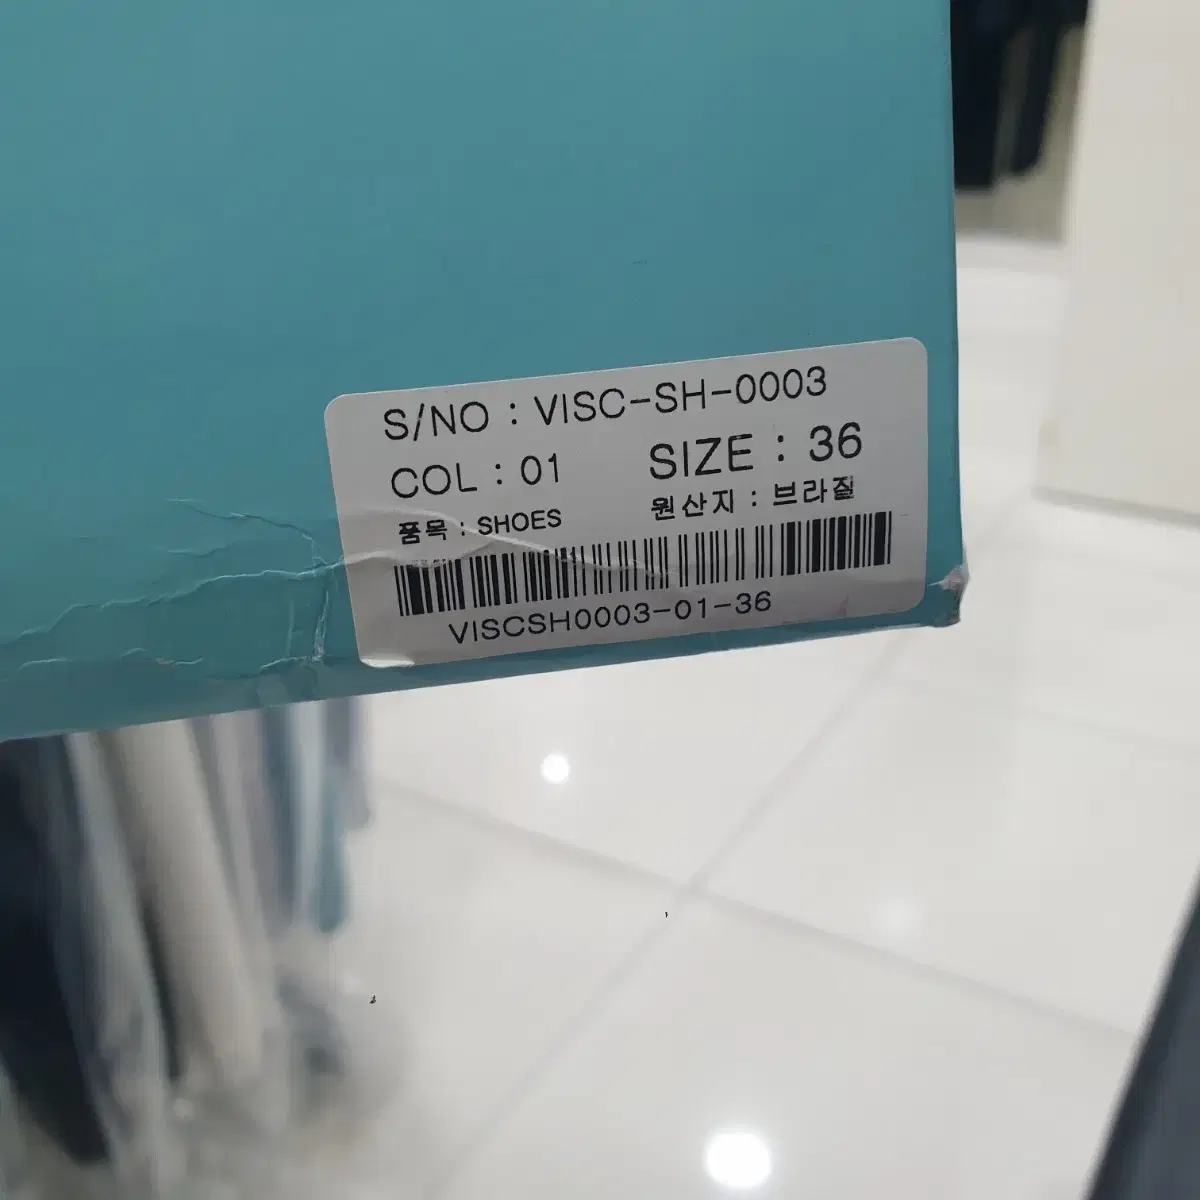 S/NO : VISC-SH-0003
COL : 01 SIZE : 36
품목 : SHOES 원산지 : 브라질
VISCSH0003-01-36